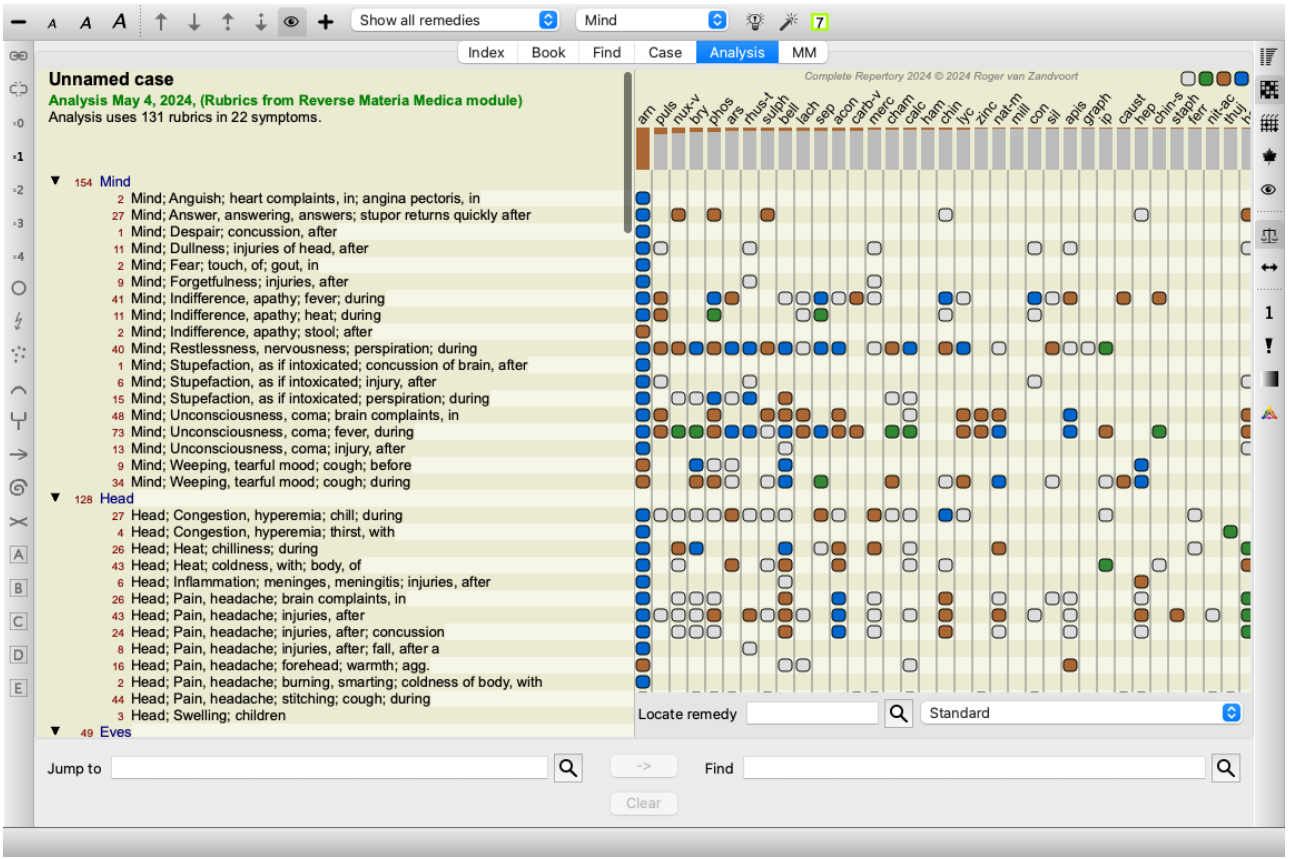 A A A Show all remedies Mind 7
Index Book Find Case Analysis MM
Unnamed case
Analysis May 4, 2024, (Rubrics from Reverse Materia Medica module)
Analysis uses 131 rubrics in 22 symptoms.
Complete Repertory 2024 © 2024 Roger van Zandvoort
arn puls nux-v bry phos ars rhus-t sulph bell lach sep acon carb-v merc cham calc ham chin lyc zinc nat-m mill con sil apis graph ip caust hep chin-s staph ferr nit-ac thuj
154 Mind
2 Mind; Anguish; heart complaints, in; angina pectoris, in
27 Mind; Answer, answering, answers; stupor returns quickly after
1 Mind; Despair; concussion, after
11 Mind; Dullness; injuries of head, after
2 Mind; Fear; touch, of; gout, in
9 Mind; Forgetfulness; injuries, after
41 Mind; Indifference, apathy; fever; during
11 Mind; Indifference, apathy; heat; during
2 Mind; Indifference, apathy; stool; after
40 Mind; Restlessness, nervousness; perspiration; during
1 Mind; Stupefaction, as if intoxicated; concussion of brain, after
6 Mind; Stupefaction, as if intoxicated; injury, after
15 Mind; Stupefaction, as if intoxicated; perspiration; during
48 Mind; Unconsciousness, coma; brain complaints, in
73 Mind; Unconsciousness, coma; fever, during
13 Mind; Unconsciousness, coma; injury, after
9 Mind; Weeping, tearful mood; cough; before
34 Mind; Weeping, tearful mood; cough; during
128 Head
27 Head; Congestion, hyperemia; chill; during
4 Head; Congestion, hyperemia; thirst, with
26 Head; Heat; chilliness; during
43 Head; Heat; coldness, with; body, of
6 Head; Inflammation; meninges, meningitis; injuries, after
26 Head; Pain, headache; brain complaints, in
43 Head; Pain, headache; injuries, after
24 Head; Pain, headache; injuries, after; concussion
8 Head; Pain, headache; injuries, after; fall, after a
16 Head; Pain, headache; forehead; warmth; agg.
2 Head; Pain, headache; burning, smarting; coldness of body, with
44 Head; Pain, headache; stitching; cough; during
3 Head; Swelling; children
49 Eyes
=0
=1
=2
=3
=4
A
B
C
D
E
1
!
Locate remedy Standard
Jump to -> Find
Clear